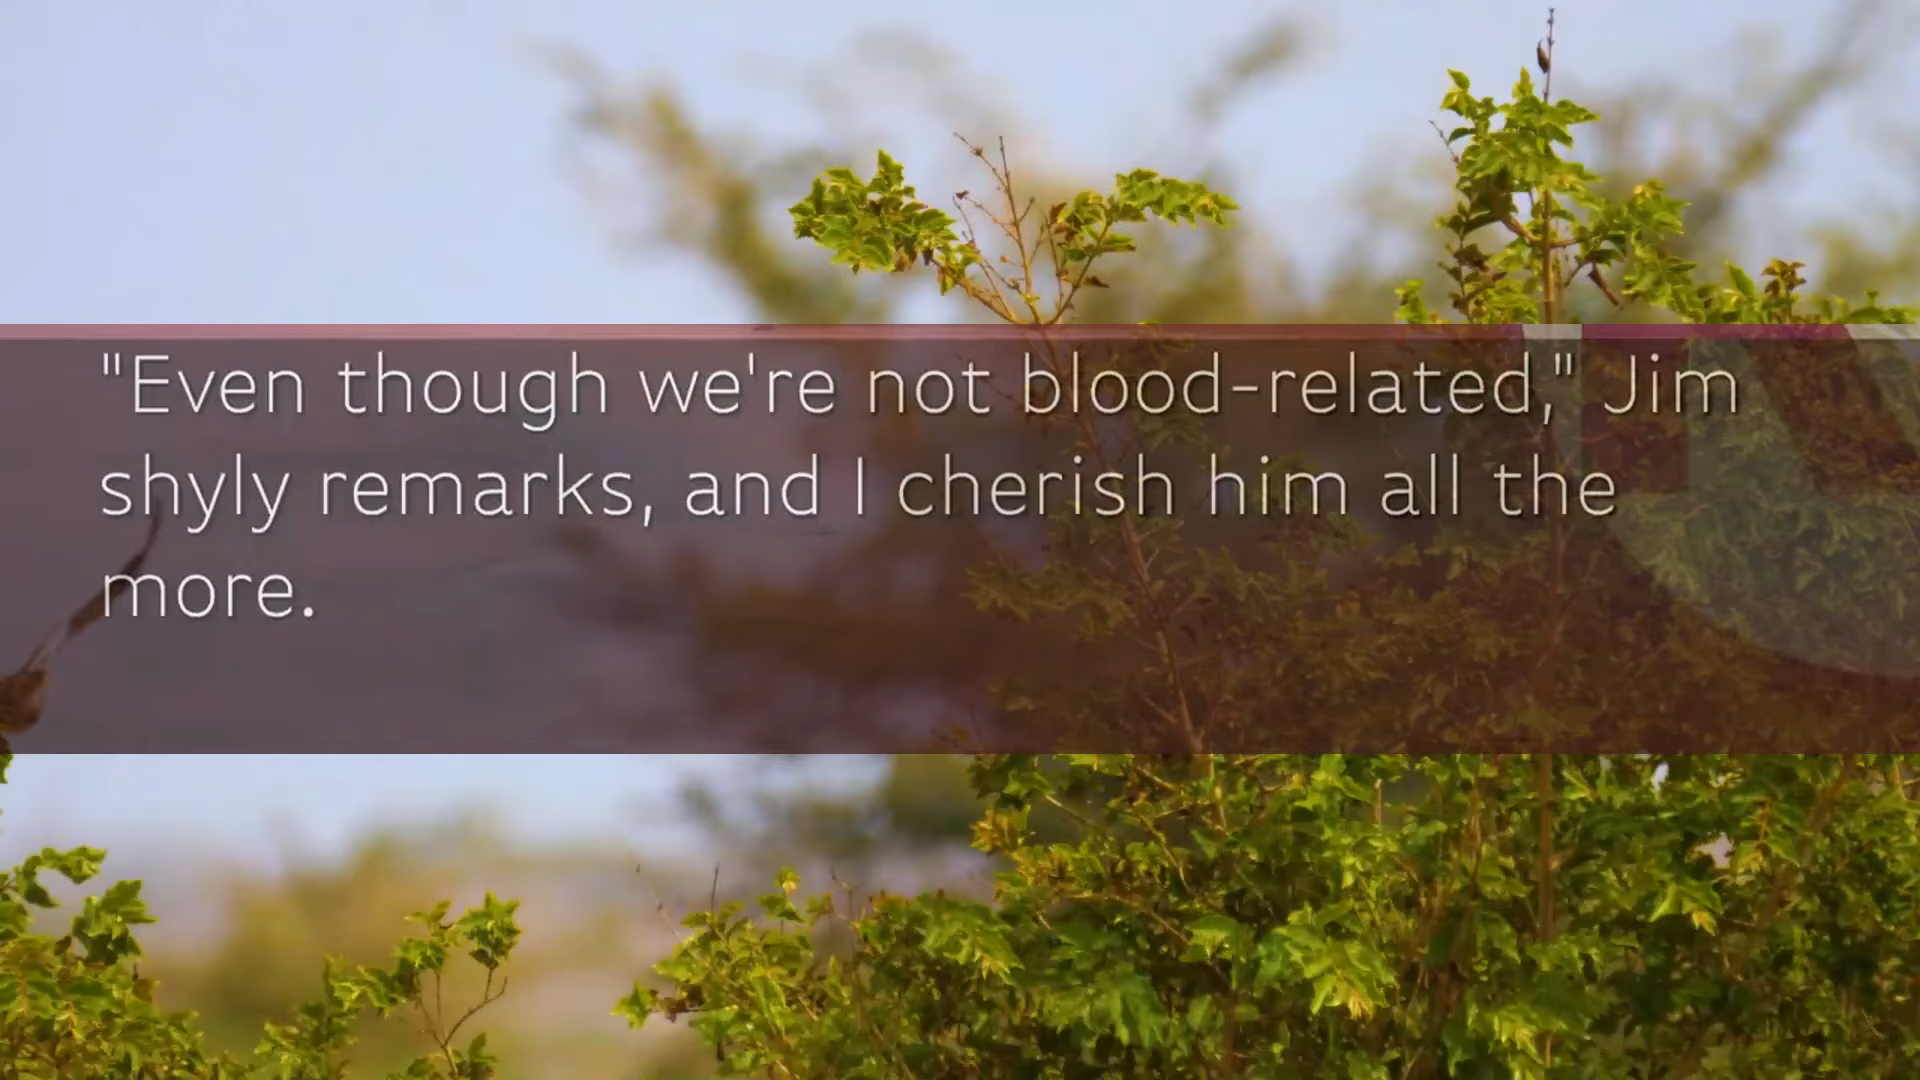 "Even though we're not blood-related," Jim
shyly remarks, and I cherish him all the
more.